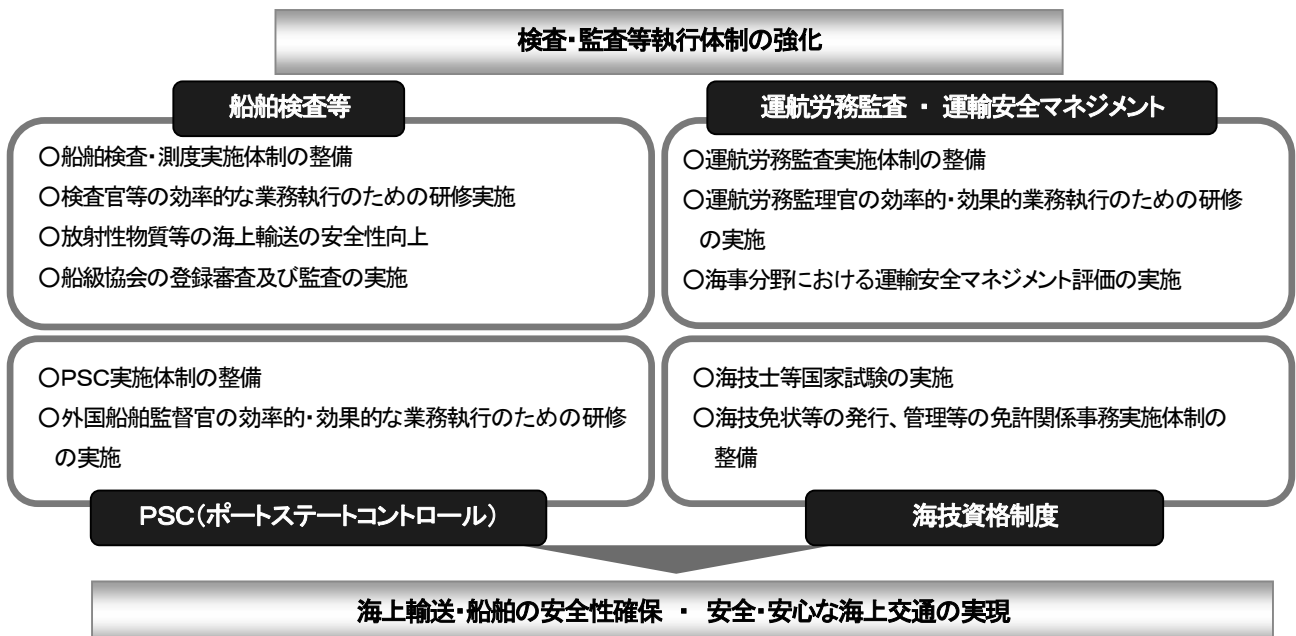 検査・監査等執行体制の強化
船舶検査等
○船舶検査・測度実施体制の整備
○検査官等の効率的な業務執行のための研修実施
○放射性物質等の海上輸送の安全性向上
○船級協会の登録審査及び監査の実施
運航労務監査 ・ 運輸安全マネジメント
○運航労務監査実施体制の整備
○運航労務監理官の効率的・効果的業務執行のための研修
の実施
○海事分野における運輸安全マネジメント評価の実施
○PSC実施体制の整備
○外国船舶監督官の効率的・効果的な業務執行のための研修
の実施
PSC(ポートステートコントロール)
○海技士等国家試験の実施
○海技免状等の発行、管理等の免許関係事務実施体制の
整備
海技資格制度
海上輸送・船舶の安全性確保 ・ 安全・安心な海上交通の実現